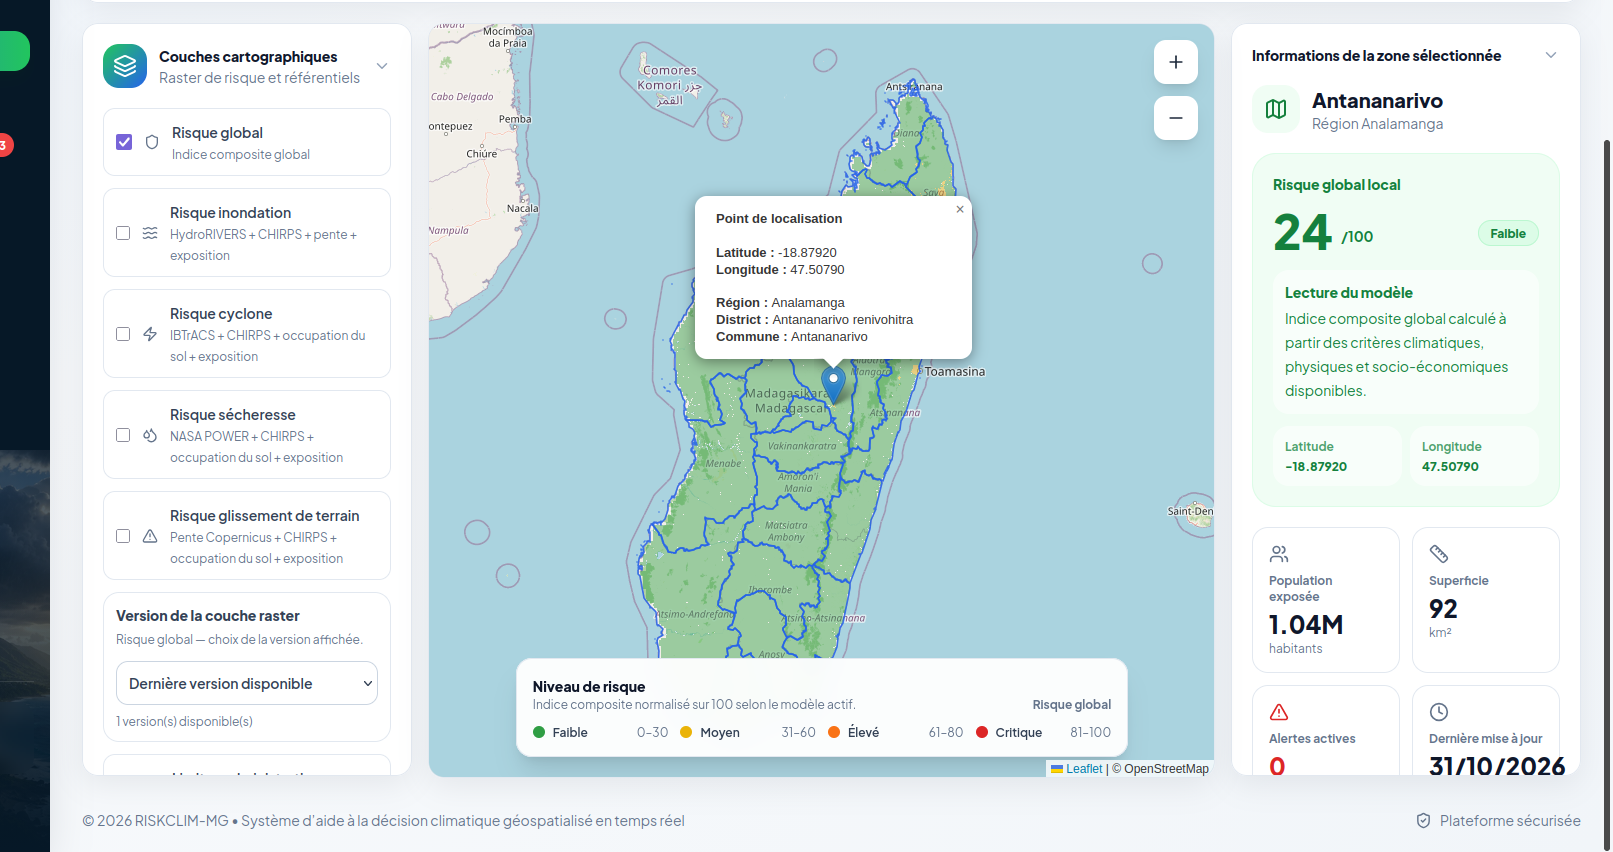 3
Couches cartographiques
Raster de risque et référentiels
Risque global
Indice composite global
Risque inondation
HydroRIVERS + CHIRPS + pente +
exposition
Risque cyclone
IBTrACS + CHIRPS + occupation du
sol + exposition
Risque sécheresse
NASA POWER + CHIRPS +
occupation du sol + exposition
Risque glissement de terrain
Pente Copernicus + CHIRPS +
occupation du sol + exposition
Version de la couche raster
Risque global — choix de la version affichée.
Dernière version disponible
1 version(s) disponible(s)
Mocimboa
da Praia
Comores
Komori جزر
القمر
Cabo Delgado
Pemba
ontepuez
Chiúre
Nacala
Nampula
Antsiranana
Diana
Sava
+
−
Point de localisation
×
Latitude : -18.87920
Longitude : 47.50790
Région : Analamanga
District : Antananarivo renivohitra
Commune : Antananarivo
Toamasina
Madagasikara
Madagascar
Atsinanana
Vakinankaratra
Menabe
Amoron'i
Mania
Matsiatra
Ambony
Ihorombe
Atsimo-Andrefana
Atsimo-Atsinanana
Anosy
Saint-Den
Niveau de risque
Indice composite normalisé sur 100 selon le modèle actif.
Risque global
Faible 0–30 Moyen 31–60 Élevé 61–80 Critique 81–100
Leaflet | © OpenStreetMap
Informations de la zone sélectionnée
Antananarivo
Région Analamanga
Risque global local
24 /100 Faible
Lecture du modèle
Indice composite global calculé à
partir des critères climatiques,
physiques et socio-économiques
disponibles.
Latitude
-18.87920
Longitude
47.50790
Population
exposée
1.04M
habitants
Superficie
92
km²
Alertes actives
0
Dernière mise à jour
31/10/2026
© 2026 RISKCLIM-MG • Système d'aide à la décision climatique géospatialisé en temps réel
Plateforme sécurisée